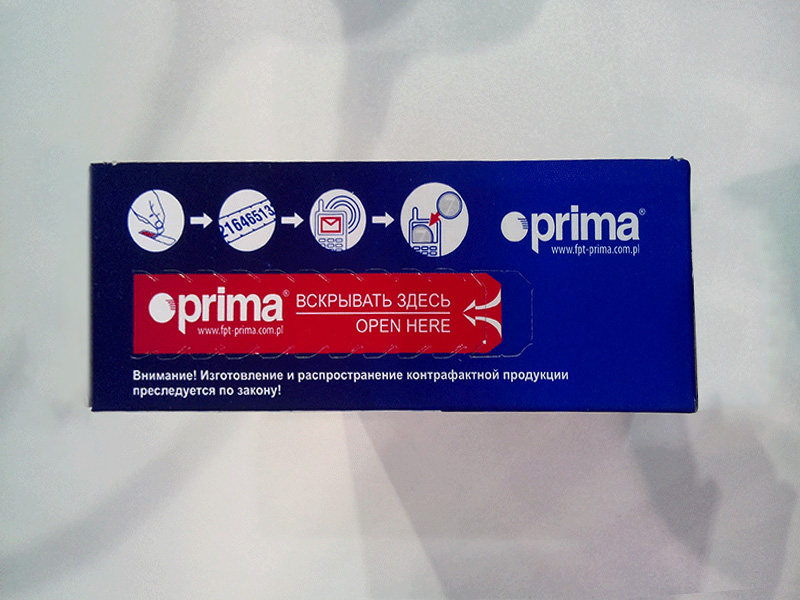 21646513
prima®
www.fpt-prima.com.pl
prima®
www.fpt-prima.com.pl
ВСКРЫВАТЬ ЗДЕСЬ
OPEN HERE
Внимание! Изготовление и распространение контрафактной продукции
преследуется по закону!